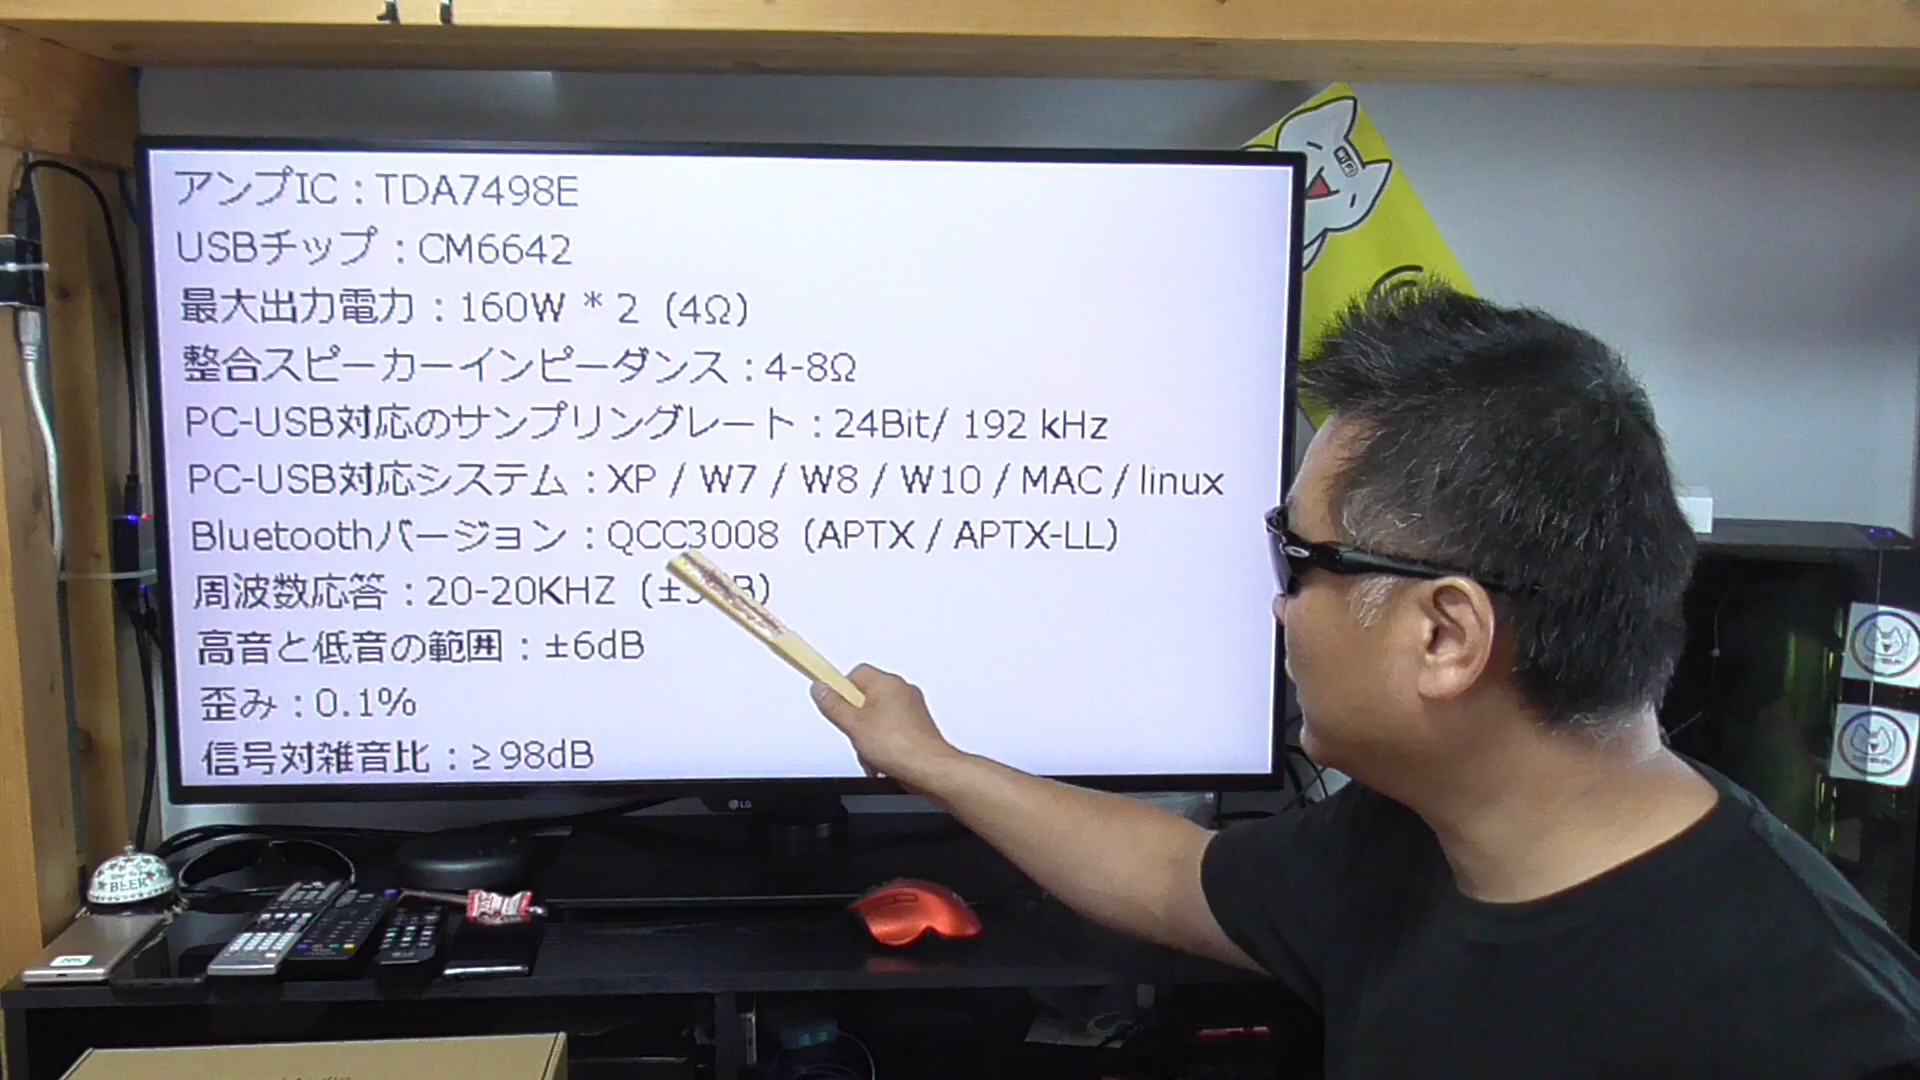 アンプIC：TDA7498E
USBチップ：CM6642
最大出力電力：160W * 2（4Ω）
整合スピーカーインピーダンス：4-8Ω
PC-USB対応のサンプリングレート：24Bit/ 192 kHz
PC-USB対応システム：XP / W7 / W8 / W10 / MAC / linux
Bluetoothバージョン：QCC3008（APTX / APTX-LL）
周波数応答：20-20KHZ（±3 B）
高音と低音の範囲：±6dB
歪み：0.1%
信号対雑音比：≥98dB
LG
BEER